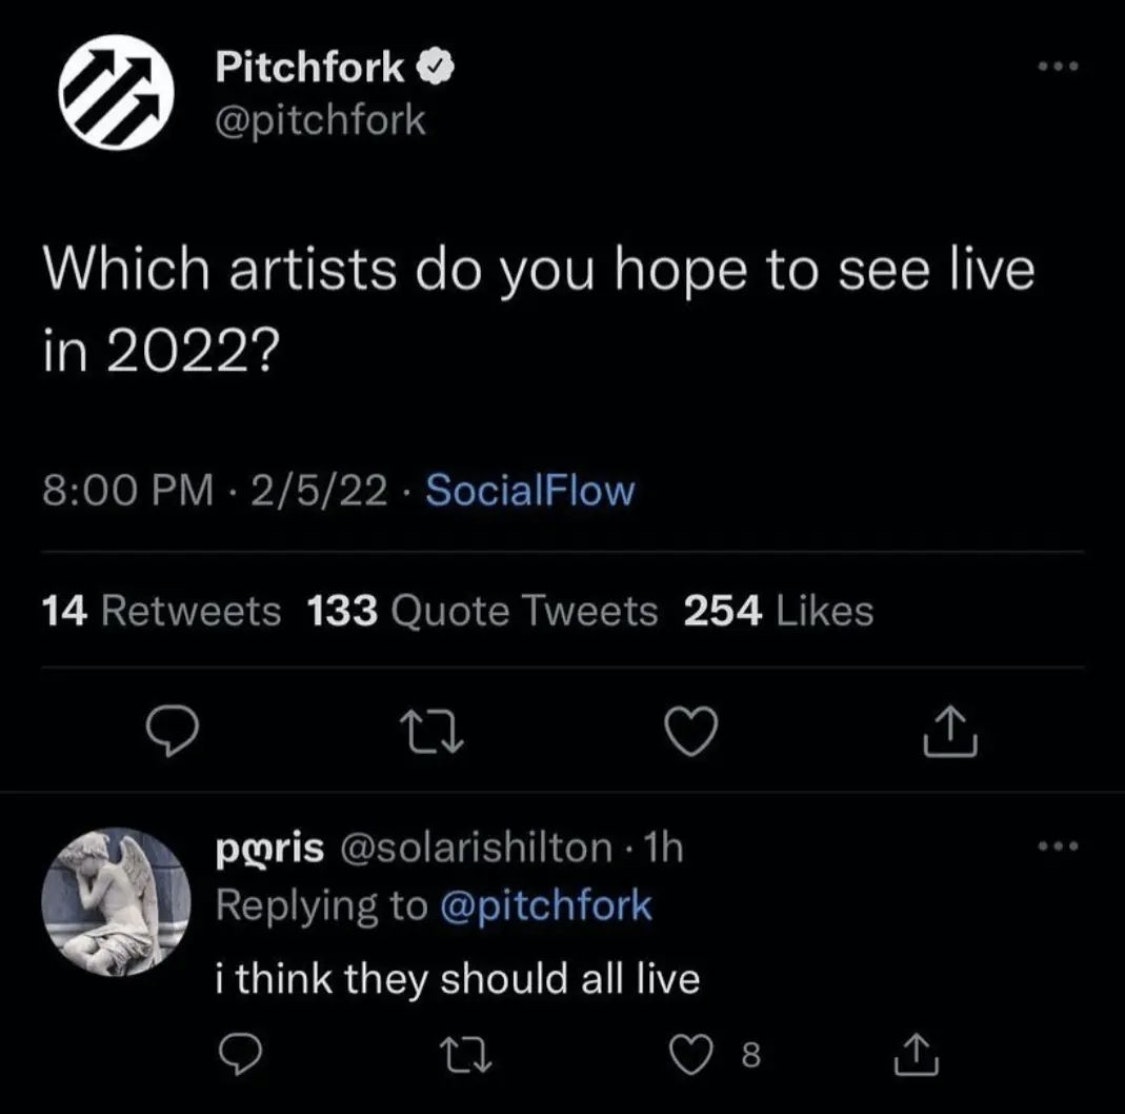 Pitchfork
@pitchfork
Which artists do you hope to see live
in 2022?
8:00 PM · 2/5/22 · SocialFlow
14 Retweets 133 Quote Tweets 254 Likes
pღris @solarishilton · 1h
Replying to @pitchfork
i think they should all live
8